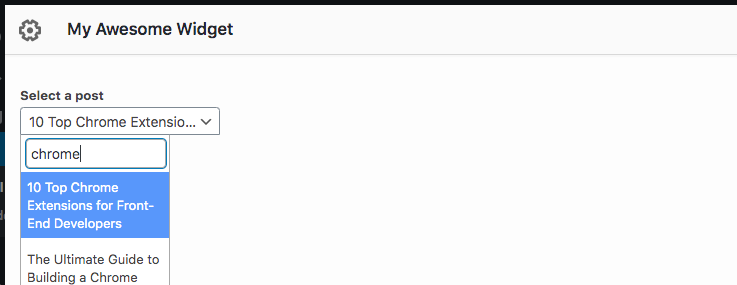 My Awesome Widget
Select a post
10 Top Chrome Extensio...
chrome
10 Top Chrome
Extensions for Front-
End Developers
The Ultimate Guide to
Building a Chrome